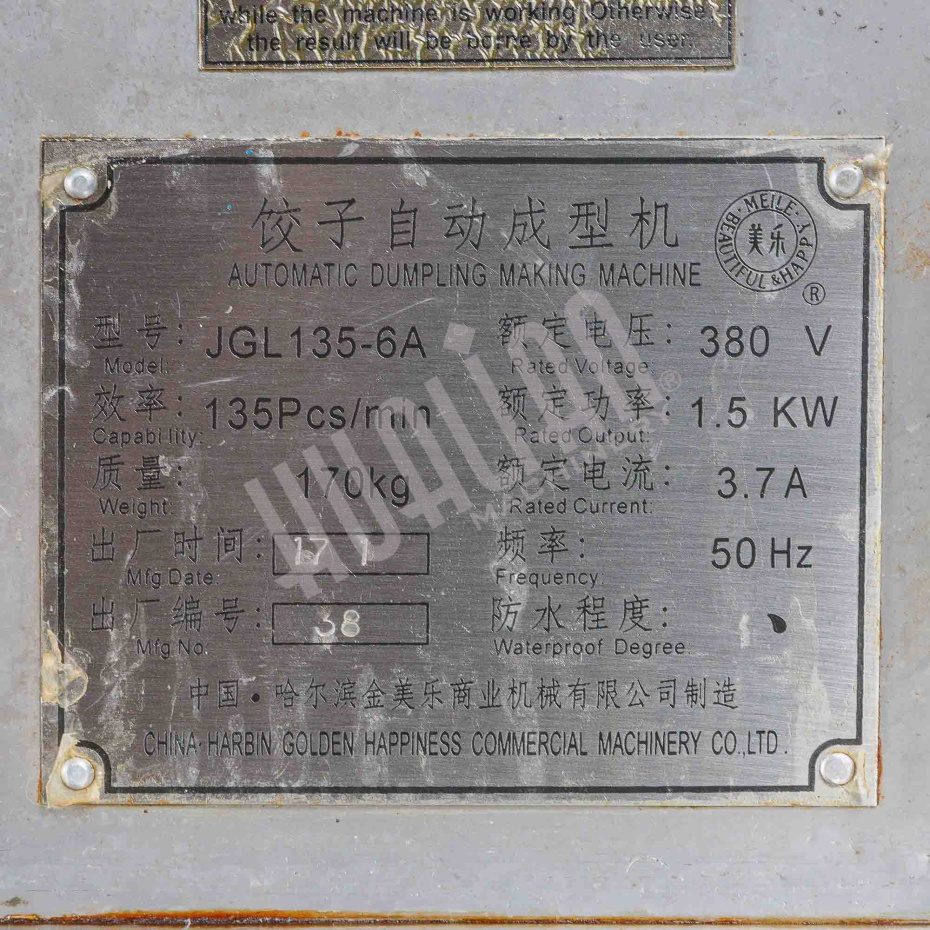 while the machine is working Otherwise.
the result will be borne by the user.
饺子自动成型机
AUTOMATIC DUMPLING MAKING MACHINE
·MEILE·
BEAUTIFUL & HAPPY
美乐
®
型号: JGL135-6A
Model:
效率: 135Pcs/min
Capability:
质量: 170kg
Weight:
出厂时间: 17 1
Mfg Date:
出厂编号: 38
Mfg No.
额定电压: 380 V
Rated Voltage:
额定功率: 1.5 KW
Rated Output:
额定电流: 3.7A
Rated Current:
频率: 50 Hz
Frequency:
防水程度:
Waterproof Degree:
中国·哈尔滨金美乐商业机械有限公司制造
CHINA·HARBIN GOLDEN HAPPINESS COMMERCIAL MACHINERY CO.,LTD.
HUALIAN®
MACHINERY